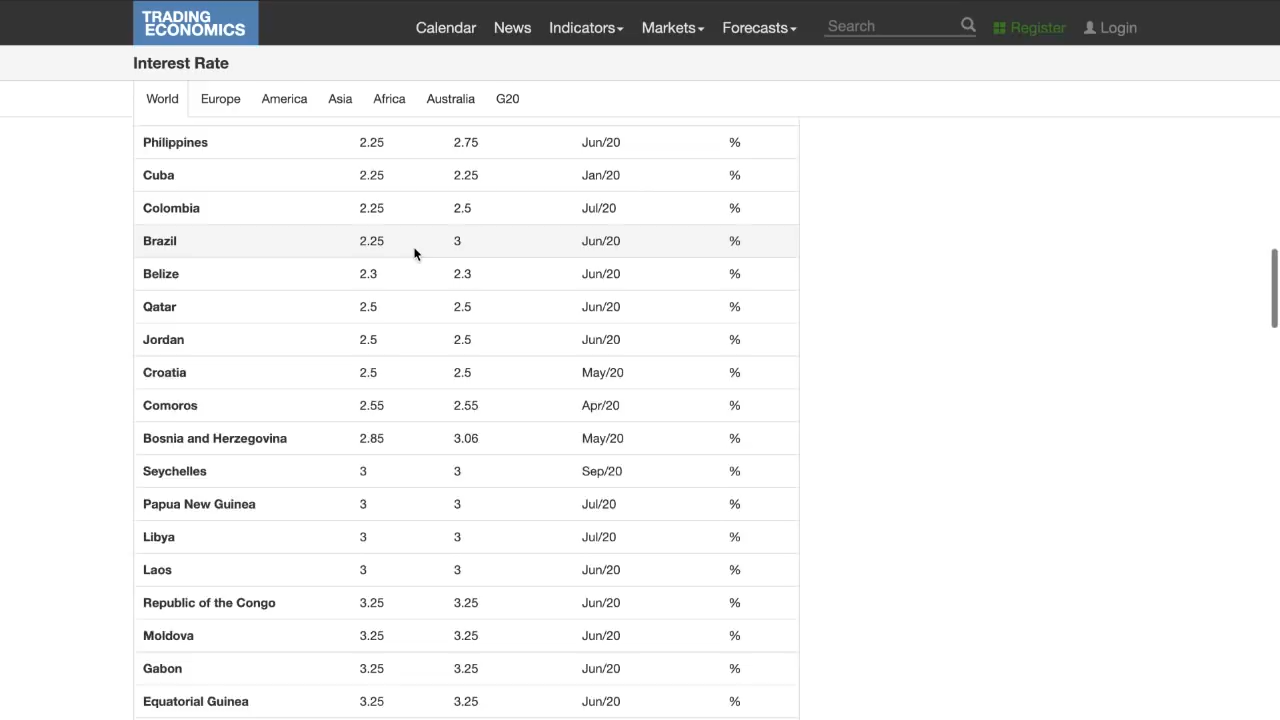 TRADING
ECONOMICS
Calendar News Indicators Markets Forecasts Search Register Login
Interest Rate
World Europe America Asia Africa Australia G20
Philippines 2.25 2.75 Jun/20 %
Cuba 2.25 2.25 Jan/20 %
Colombia 2.25 2.5 Jul/20 %
Brazil 2.25 3 Jun/20 %
Belize 2.3 2.3 Jun/20 %
Qatar 2.5 2.5 Jun/20 %
Jordan 2.5 2.5 Jun/20 %
Croatia 2.5 2.5 May/20 %
Comoros 2.55 2.55 Apr/20 %
Bosnia and Herzegovina 2.85 3.06 May/20 %
Seychelles 3 3 Sep/20 %
Papua New Guinea 3 3 Jul/20 %
Libya 3 3 Jul/20 %
Laos 3 3 Jun/20 %
Republic of the Congo 3.25 3.25 Jun/20 %
Moldova 3.25 3.25 Jun/20 %
Gabon 3.25 3.25 Jun/20 %
Equatorial Guinea 3.25 3.25 Jun/20 %